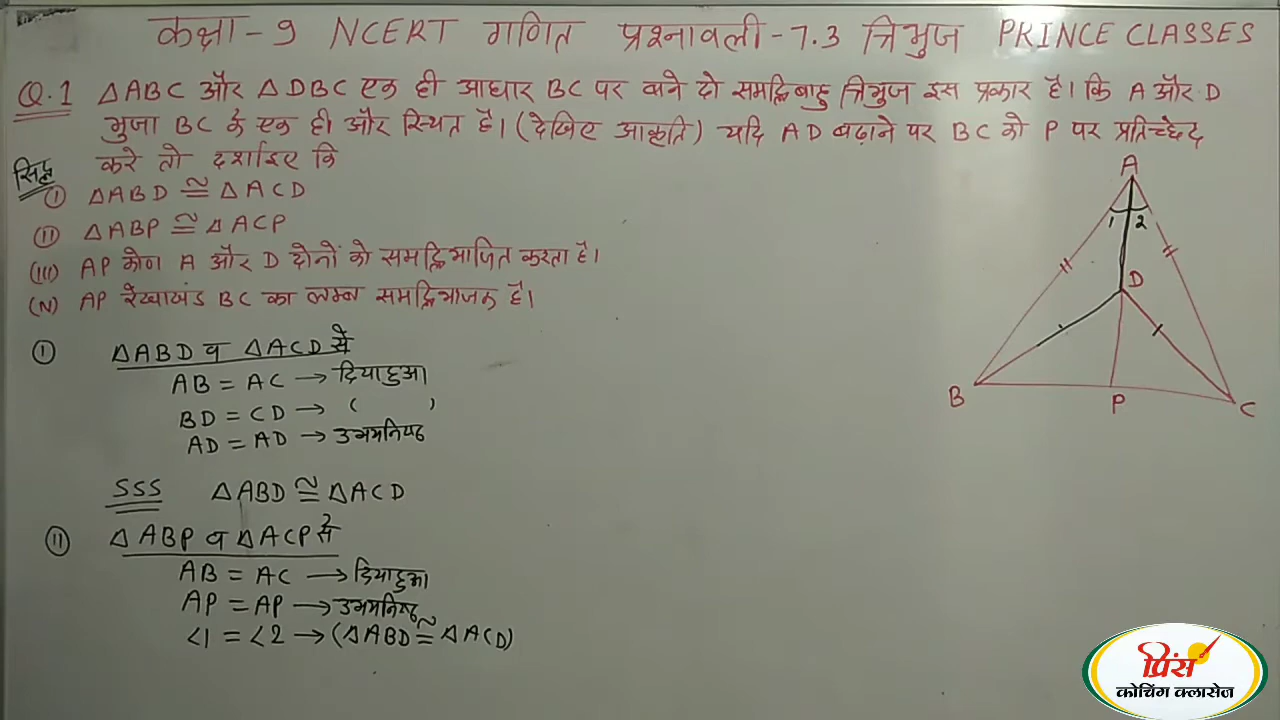 कक्षा - 9 NCERT गणित प्रश्नावली - 7.3 त्रिभुज PRINCE CLASSES
Q.1 △ABC और △DBC एक ही आधार BC पर बने दो समद्विबाहु त्रिभुज इस प्रकार है। कि A और D
भुजा BC के एक ही और स्थित है। (देखिए आकृति) यदि AD बढ़ाने पर BC को P पर प्रतिच्छेद
करे तो दर्शाइए कि
सिद्ध
(i) △ABD ≅ △ACD
(ii) △ABP ≅ △ACP
(iii) AP कोण A और D दोनों को समद्विभाजित करता है।
(iv) AP रेखाखंड BC का लम्ब समद्विभाजक है।
A
1 2
D
B P C
(i) △ABD व △ACD से
AB = AC → दिया हुआ
BD = CD → ( )
AD = AD → उभयनिष्ठ
SSS △ABD ≅ △ACD
(ii) △ABP व △ACP से
AB = AC → दिया हुआ
AP = AP → उभयनिष्ठ
∠1 = ∠2 → (△ABD ≅ △ACD)
प्रिंस
कोचिंग क्लासेज